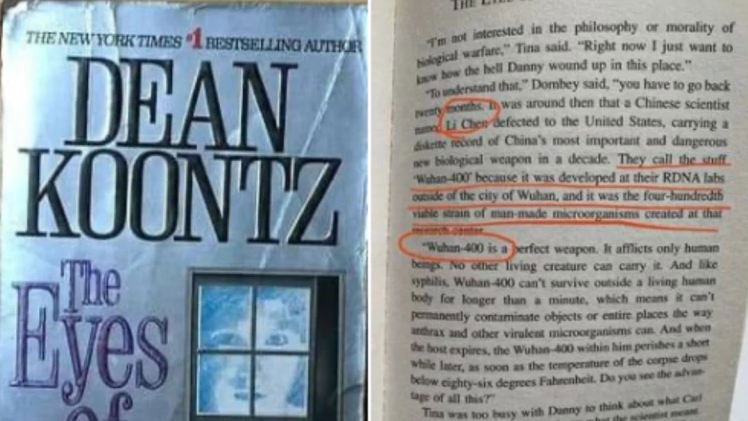 THE NEW YORK TIMES #1 BESTSELLING AUTHOR
DEAN
KOONTZ
The
Eyes
of
THE EYES
"I'm not interested in the philosophy or morality of
biological warfare," Tina said. "Right now I just want to
know how the hell Danny wound up in this place."
"To understand that," Dombey said, "you have to go back
twenty months. It was around then that a Chinese scientist
named Li Chen defected to the United States, carrying a
diskette record of China's most important and dangerous
new biological weapon in a decade. They call the stuff
'Wuhan-400' because it was developed at their RDNA labs
outside of the city of Wuhan, and it was the four-hundredth
viable strain of man-made microorganisms created at that
research center.
"Wuhan-400 is a perfect weapon. It afflicts only human
beings. No other living creature can carry it. And like
syphilis, Wuhan-400 can't survive outside a living human
body for longer than a minute, which means it can't
permanently contaminate objects or entire places the way
anthrax and other virulent microorganisms can. And when
the host expires, the Wuhan-400 within him perishes a short
while later, as soon as the temperature of the corpse drops
below eighty-six degrees Fahrenheit. Do you see the advan-
tage of all this?"
Tina was too busy with Danny to think about what Carl
the scientist meant